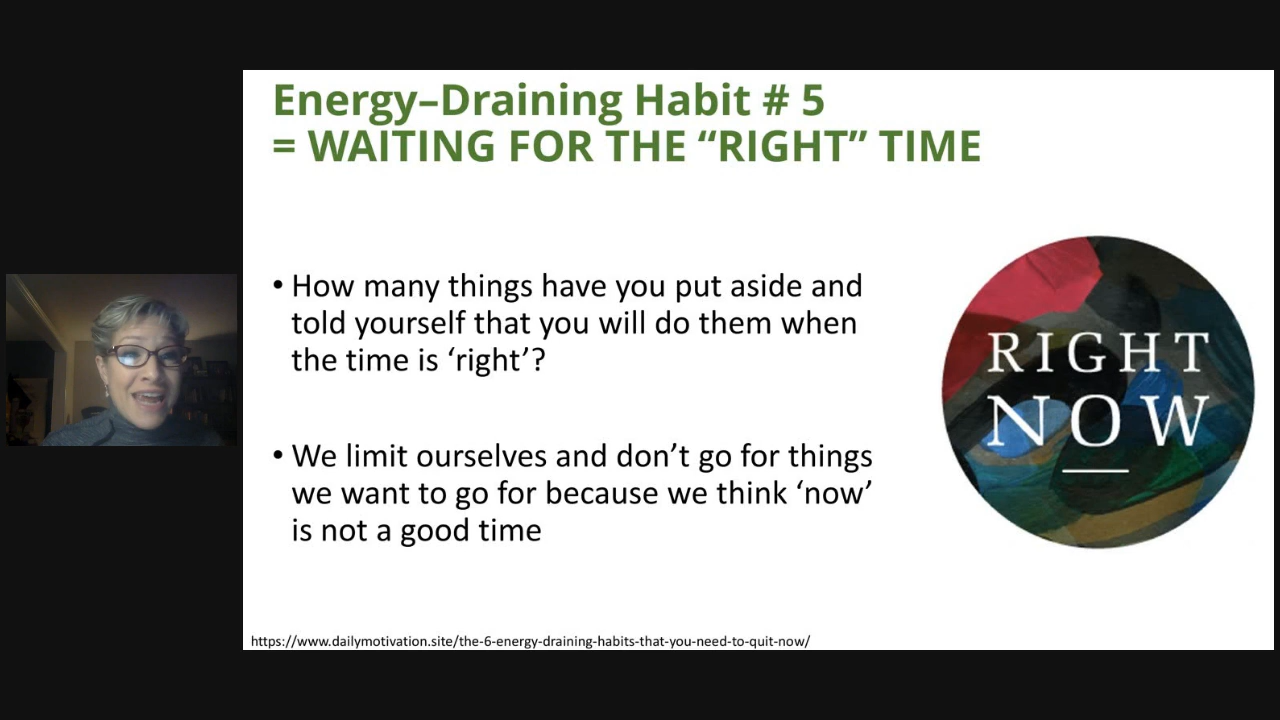 Energy–Draining Habit # 5
= WAITING FOR THE “RIGHT” TIME
• How many things have you put aside and
told yourself that you will do them when
the time is ‘right’?
• We limit ourselves and don’t go for things
we want to go for because we think ‘now’
is not a good time
RIGHT
NOW
https://www.dailymotivation.site/the-6-energy-draining-habits-that-you-need-to-quit-now/